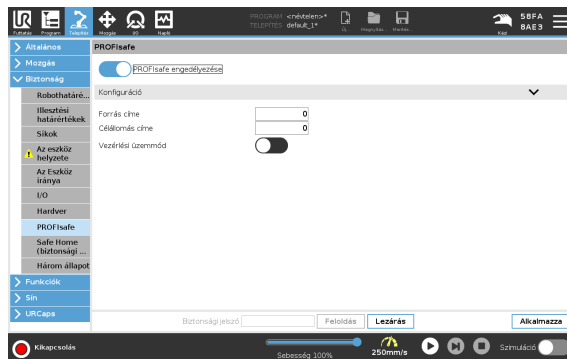 PROGRAM <névtelen>*
TELEPÍTÉS default_1*
58FA
8AE3
Futtatás Program Telepítés Mozgás I/O Napló
Új... Megnyitás... Mentés...
Kézi
Általános
Mozgás
Biztonság
Robothatáré...
Illesztési
határértékek
Síkok
Az eszköz
helyzete
Az Eszköz
iránya
I/O
Hardver
PROFIsafe
Safe Home
(biztonsági ...
Három állapot
Funkciók
Sín
URCaps
PROFIsafe
PROFIsafe engedélyezése
Konfiguráció
Forrás címe 0
Célállomás címe 0
Vezérlési üzemmód
Biztonsági jelszó Feloldás Lezárás Alkalmazza
Kikapcsolás
Sebesség 100%
250mm/s
Szimuláció